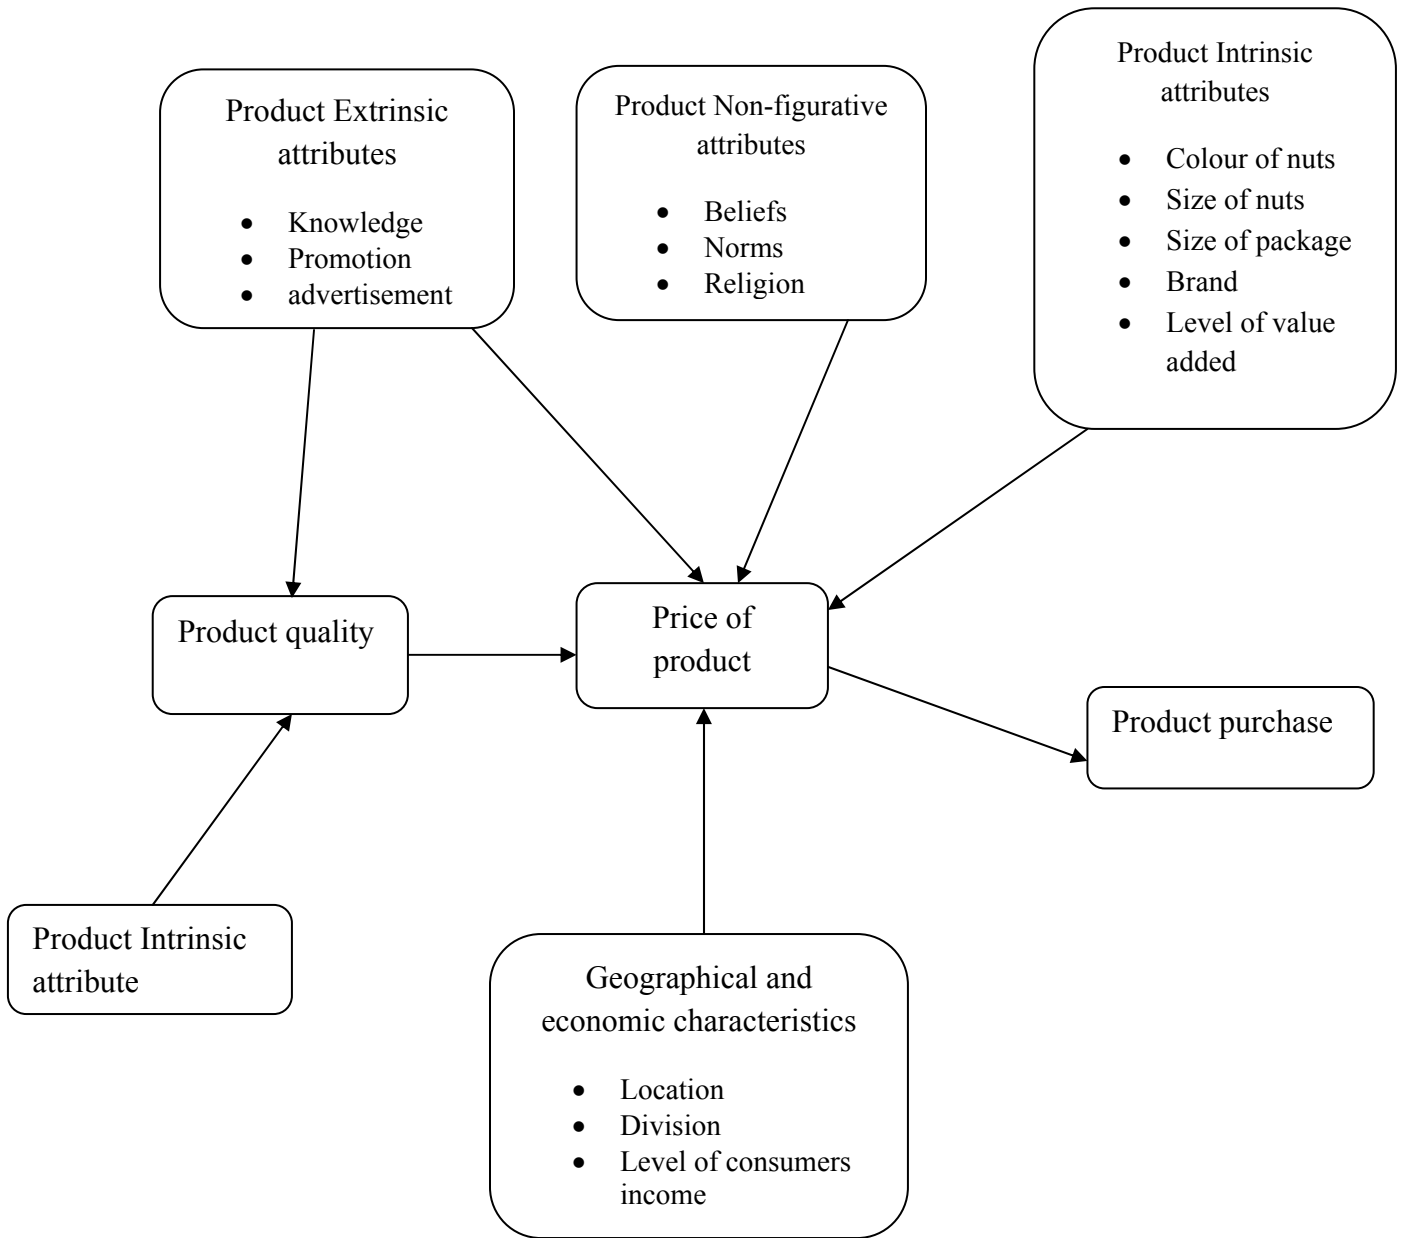 Product Extrinsic
attributes
• Knowledge
• Promotion
• advertisement
Product Non-figurative
attributes
• Beliefs
• Norms
• Religion
Product Intrinsic
attributes
• Colour of nuts
• Size of nuts
• Size of package
• Brand
• Level of value
added
Product quality
Price of
product
Product purchase
Product Intrinsic
attribute
Geographical and
economic characteristics
• Location
• Division
• Level of consumers
income